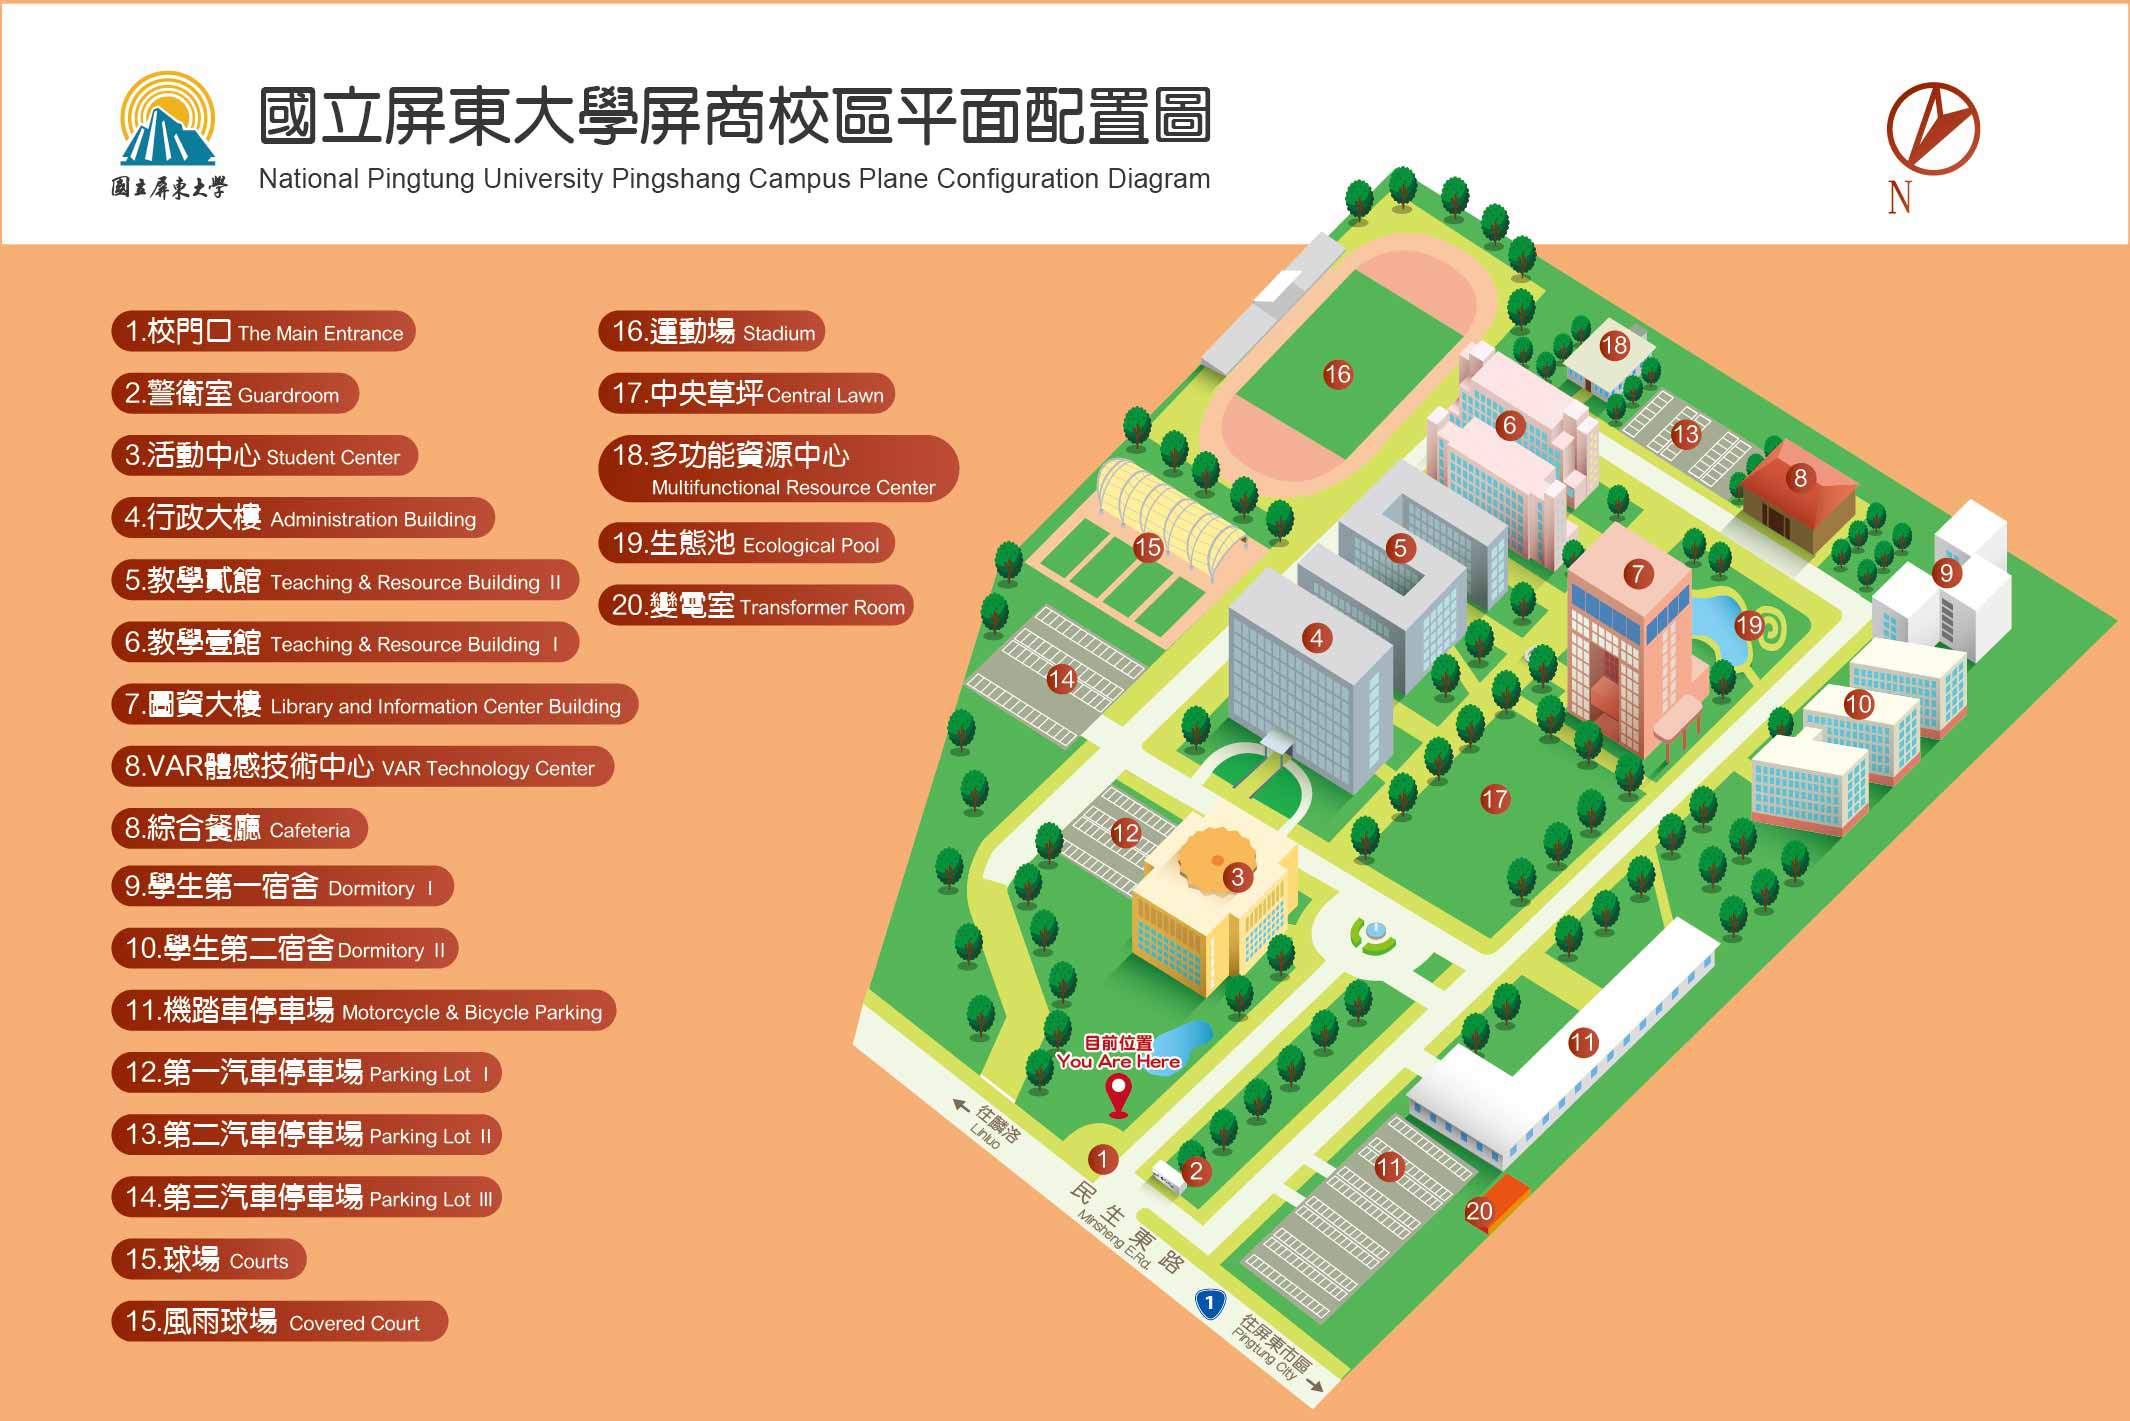 國立屏東大學
國立屏東大學屏商校區平面配置圖
National Pingtung University Pingshang Campus Plane Configuration Diagram
N
1.校門口 The Main Entrance
2.警衛室 Guardroom
3.活動中心 Student Center
4.行政大樓 Administration Building
5.教學貳館 Teaching & Resource Building II
6.教學壹館 Teaching & Resource Building I
7.圖資大樓 Library and Information Center Building
8.VAR體感技術中心 VAR Technology Center
8.綜合餐廳 Cafeteria
9.學生第一宿舍 Dormitory I
10.學生第二宿舍 Dormitory II
11.機踏車停車場 Motorcycle & Bicycle Parking
12.第一汽車停車場 Parking Lot I
13.第二汽車停車場 Parking Lot II
14.第三汽車停車場 Parking Lot III
15.球場 Courts
15.風雨球場 Covered Court
16.運動場 Stadium
17.中央草坪 Central Lawn
18.多功能資源中心
Multifunctional Resource Center
19.生態池 Ecological Pool
20.變電室 Transformer Room
18
16
6
13
8
15
5
7
9
19
4
14
10
17
12
3
11
目前位置
You Are Here
往麟洛
Linluo
1
2
11
20
民生東路
Minsheng E.Rd.
1
往屏東市區
Pingtung City